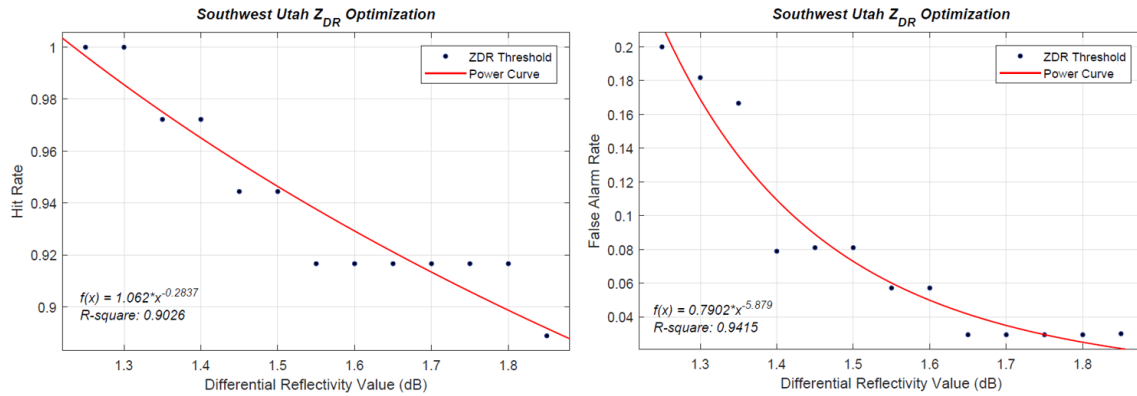 Southwest Utah Z_DR Optimization
Hit Rate
1
0.98
0.96
0.94
0.92
0.9
ZDR Threshold
Power Curve
f(x) = 1.062*x^-0.2837
R-square: 0.9026
1.3 1.4 1.5 1.6 1.7 1.8
Differential Reflectivity Value (dB)
Southwest Utah Z_DR Optimization
False Alarm Rate
0.2
0.18
0.16
0.14
0.12
0.1
0.08
0.06
0.04
ZDR Threshold
Power Curve
f(x) = 0.7902*x^-5.879
R-square: 0.9415
1.3 1.4 1.5 1.6 1.7 1.8
Differential Reflectivity Value (dB)